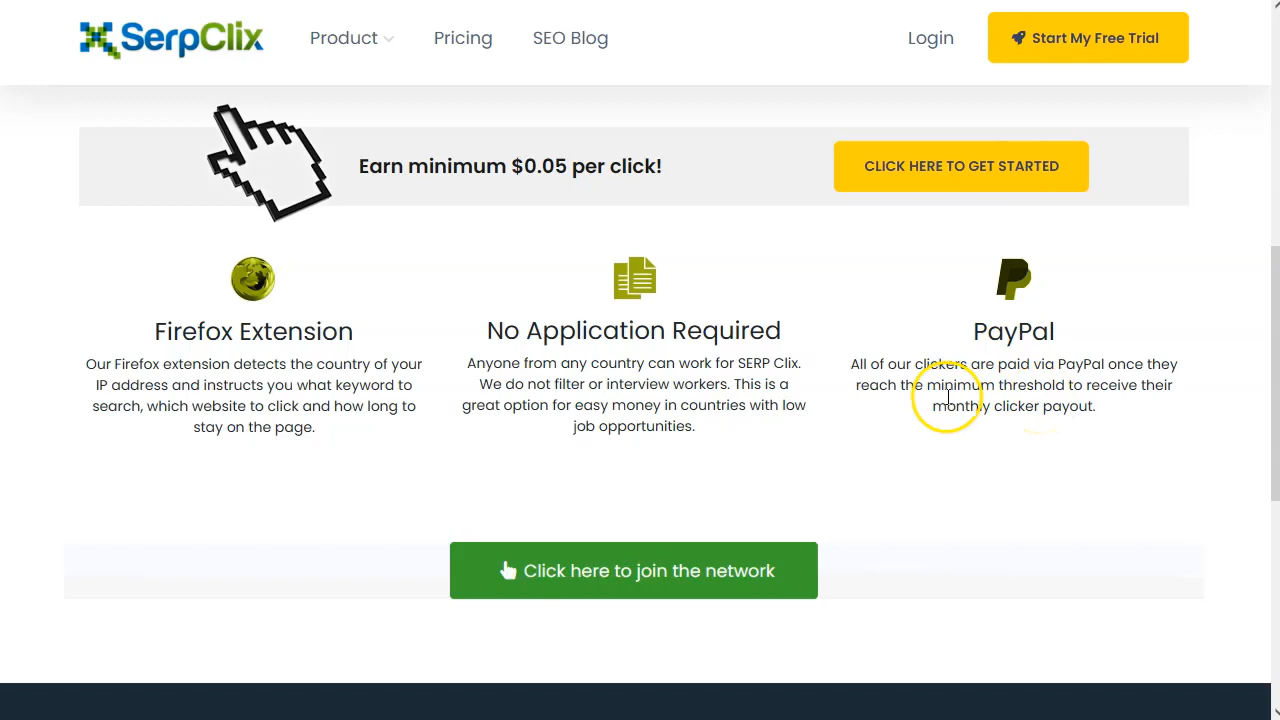 SerpClix
Product
Pricing
SEO Blog
Login
Start My Free Trial
Earn minimum $0.05 per click!
CLICK HERE TO GET STARTED
Firefox Extension
Our Firefox extension detects the country of your
IP address and instructs you what keyword to
search, which website to click and how long to
stay on the page.
No Application Required
Anyone from any country can work for SERP Clix.
We do not filter or interview workers. This is a
great option for easy money in countries with low
job opportunities.
PayPal
All of our clickers are paid via PayPal once they
reach the minimum threshold to receive their
monthly clicker payout.
Click here to join the network